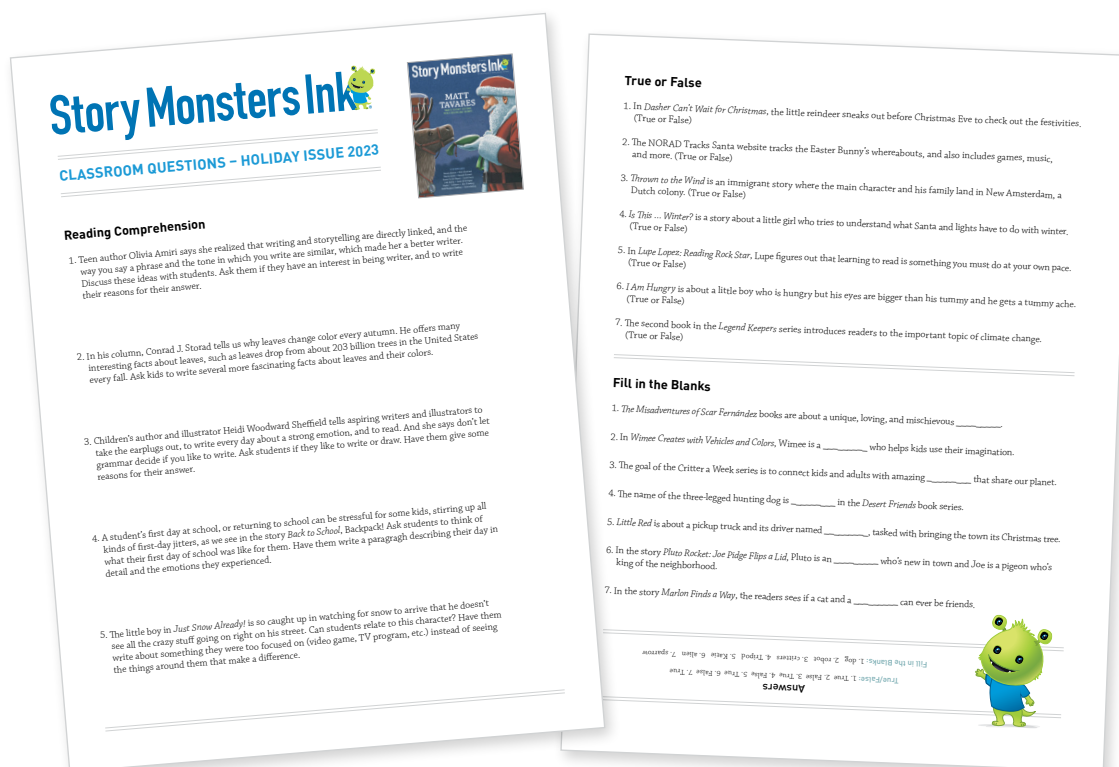 Story Monsters Ink
CLASSROOM QUESTIONS – HOLIDAY ISSUE 2023
Story Monsters Ink
MATT
TAVARES
Reading Comprehension
1. Teen author Olivia Amiri says she realized that writing and storytelling are directly linked, and the
way you say a phrase and the tone in which you write are similar, which made her a better writer.
Discuss these ideas with students. Ask them if they have an interest in being writer, and to write
their reasons for their answer.
2. In his column, Conrad J. Storad tells us why leaves change color every autumn. He offers many
interesting facts about leaves, such as leaves drop from about 203 billion trees in the United States
every fall. Ask kids to write several more fascinating facts about leaves and their colors.
3. Children's author and illustrator Heidi Woodward Sheffield tells aspiring writers and illustrators to
take the earplugs out, to write every day about a strong emotion, and to read. And she says don't let
grammar decide if you like to write. Ask students if they like to write or draw. Have them give some
reasons for their answer.
4. A student's first day at school, or returning to school can be stressful for some kids, stirring up all
kinds of first-day jitters, as we see in the story Back to School, Backpack! Ask students to think of
what their first day of school was like for them. Have them write a paragragh describing their day in
detail and the emotions they experienced.
5. The little boy in Just Snow Already! is so caught up in watching for snow to arrive that he doesn't
see all the crazy stuff going on right on his street. Can students relate to this character? Have them
write about something they were too focused on (video game, TV program, etc.) instead of seeing
the things around them that make a difference.
True or False
1. In Dasher Can't Wait for Christmas, the little reindeer sneaks out before Christmas Eve to check out the festivities.
(True or False)
2. The NORAD Tracks Santa website tracks the Easter Bunny's whereabouts, and also includes games, music,
and more. (True or False)
3. Thrown to the Wind is an immigrant story where the main character and his family land in New Amsterdam, a
Dutch colony. (True or False)
4. Is This ... Winter? is a story about a little girl who tries to understand what Santa and lights have to do with winter.
(True or False)
5. In Lupe Lopez: Reading Rock Star, Lupe figures out that learning to read is something you must do at your own pace.
(True or False)
6. I Am Hungry is about a little boy who is hungry but his eyes are bigger than his tummy and he gets a tummy ache.
(True or False)
7. The second book in the Legend Keepers series introduces readers to the important topic of climate change.
(True or False)
Fill in the Blanks
1. The Misadventures of Scar Fernández books are about a unique, loving, and mischievous ________.
2. In Wimee Creates with Vehicles and Colors, Wimee is a ________ who helps kids use their imagination.
3. The goal of the Critter a Week series is to connect kids and adults with amazing ________ that share our planet.
4. The name of the three-legged hunting dog is ________ in the Desert Friends book series.
5. Little Red is about a pickup truck and its driver named ________, tasked with bringing the town its Christmas tree.
6. In the story Pluto Rocket: Joe Pidge Flips a Lid, Pluto is an ________ who's new in town and Joe is a pigeon who's
king of the neighborhood.
7. In the story Marlon Finds a Way, the readers sees if a cat and a ________ can ever be friends.
Answers
True/False: 1. True 2. False 3. True 4. False 5. True 6. False 7. True
Fill in the Blanks: 1. dog 2. robot 3. critters 4. Tripod 5. Katie 6. alien 7. sparrow